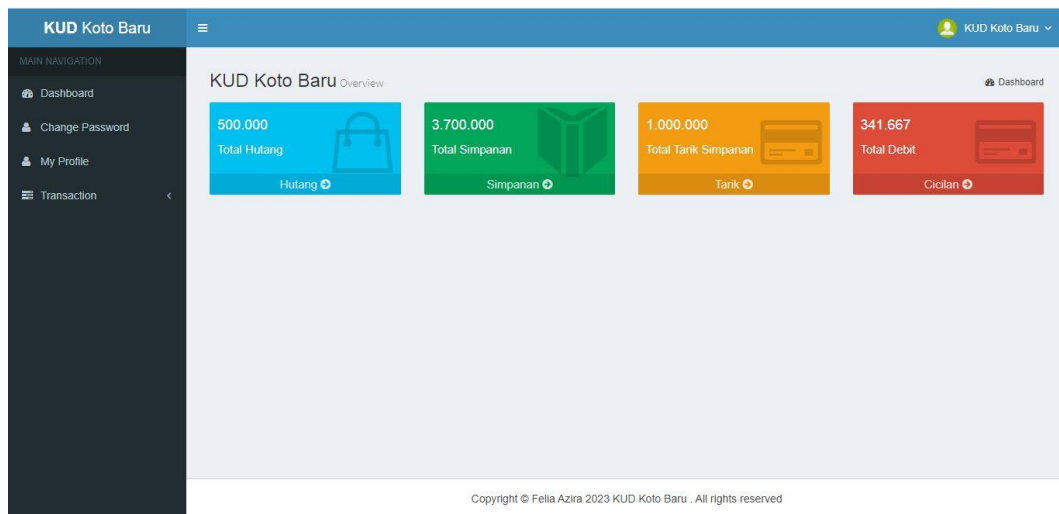 KUD Koto Baru
KUD Koto Baru
MAIN NAVIGATION
Dashboard
Change Password
My Profile
Transaction
KUD Koto Baru Overview
Dashboard
500.000
Total Hutang
Hutang
3.700.000
Total Simpanan
Simpanan
1.000.000
Total Tarik Simpanan
Tarik
341.667
Total Debit
Cicilan
Copyright © Felia Azira 2023 KUD Koto Baru . All rights reserved